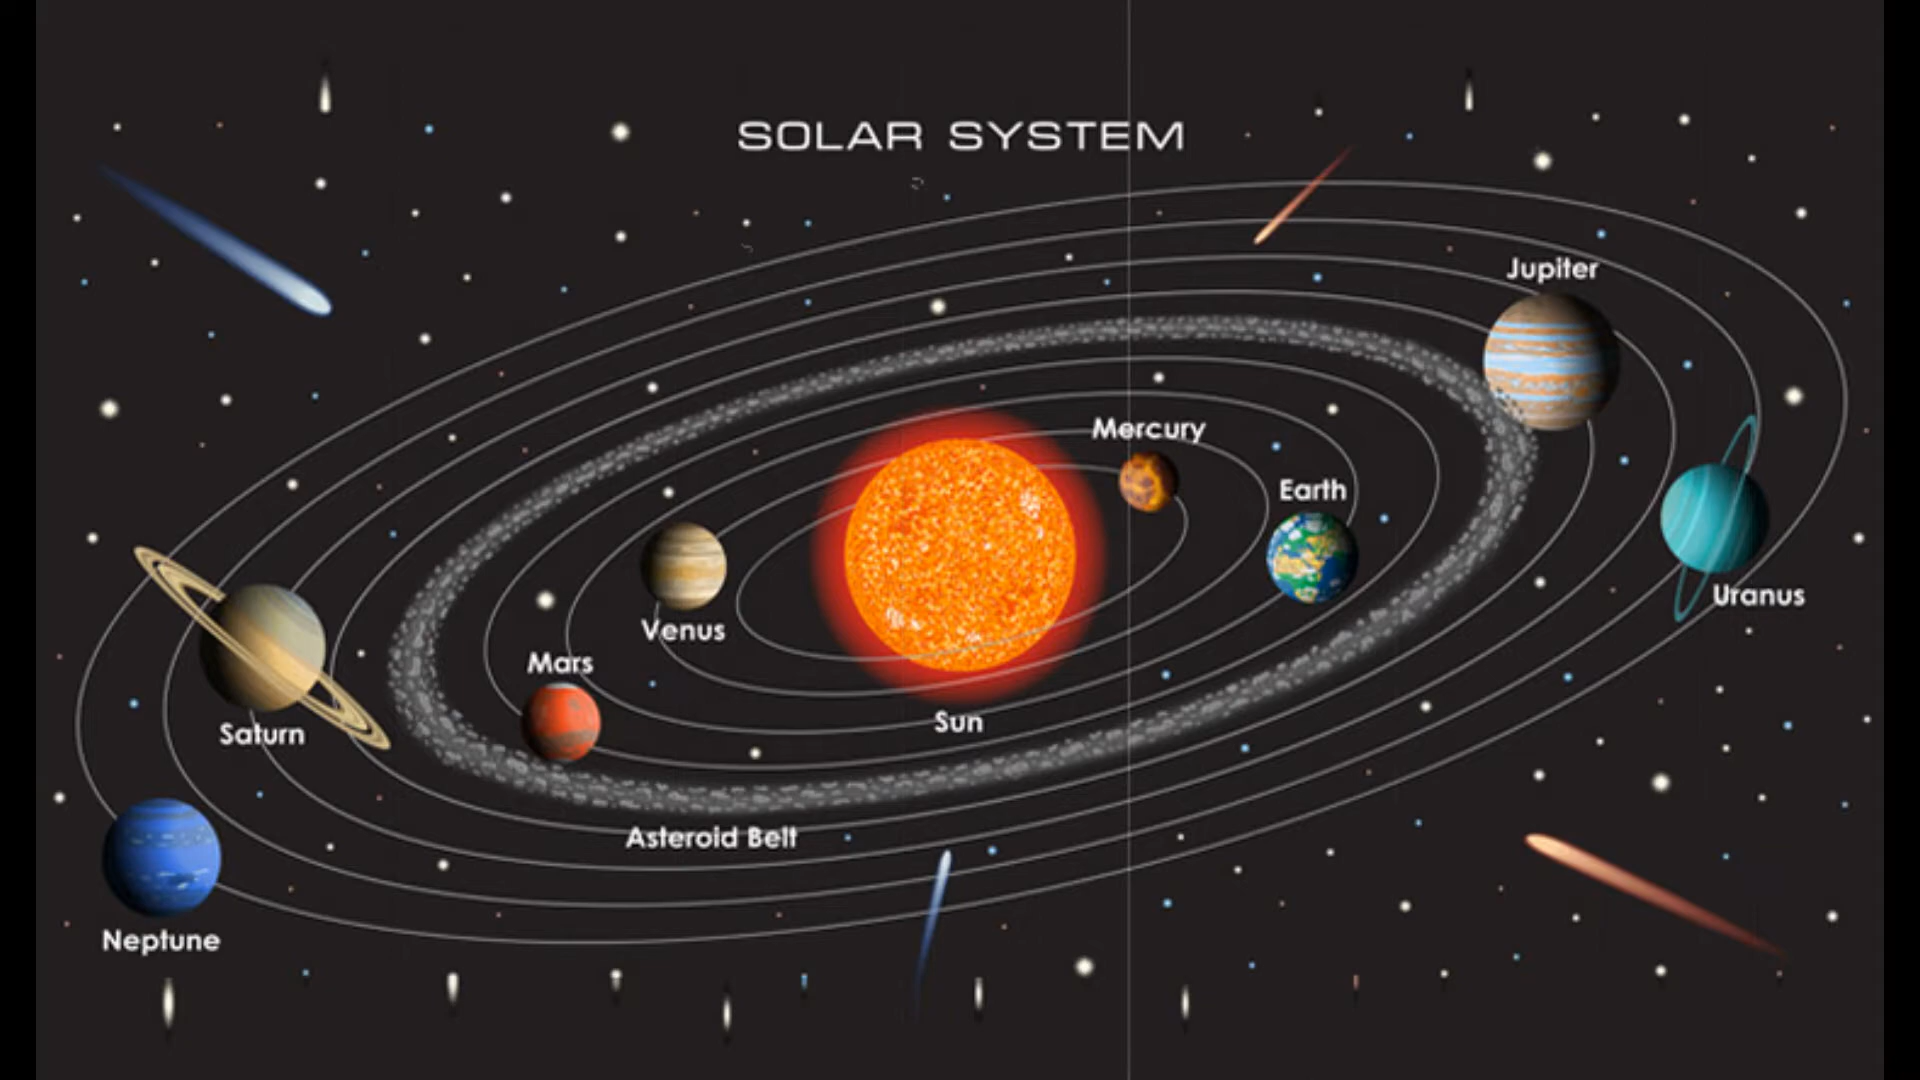 SOLAR SYSTEM
Jupiter
Mercury
Earth
Uranus
Venus
Mars
Sun
Saturn
Asteroid Belt
Neptune